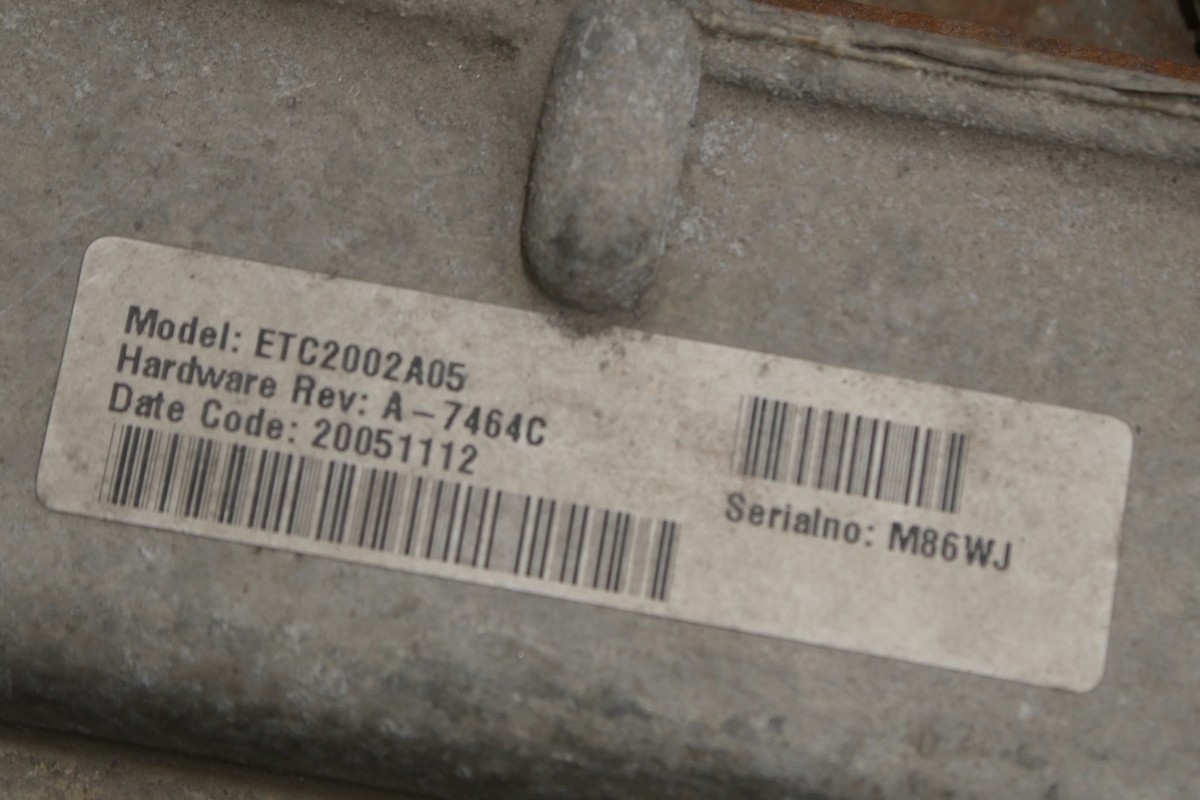 Model: ETC2002A05
Hardware Rev: A-7464C
Date Code: 20051112
Serialno: M86WJ